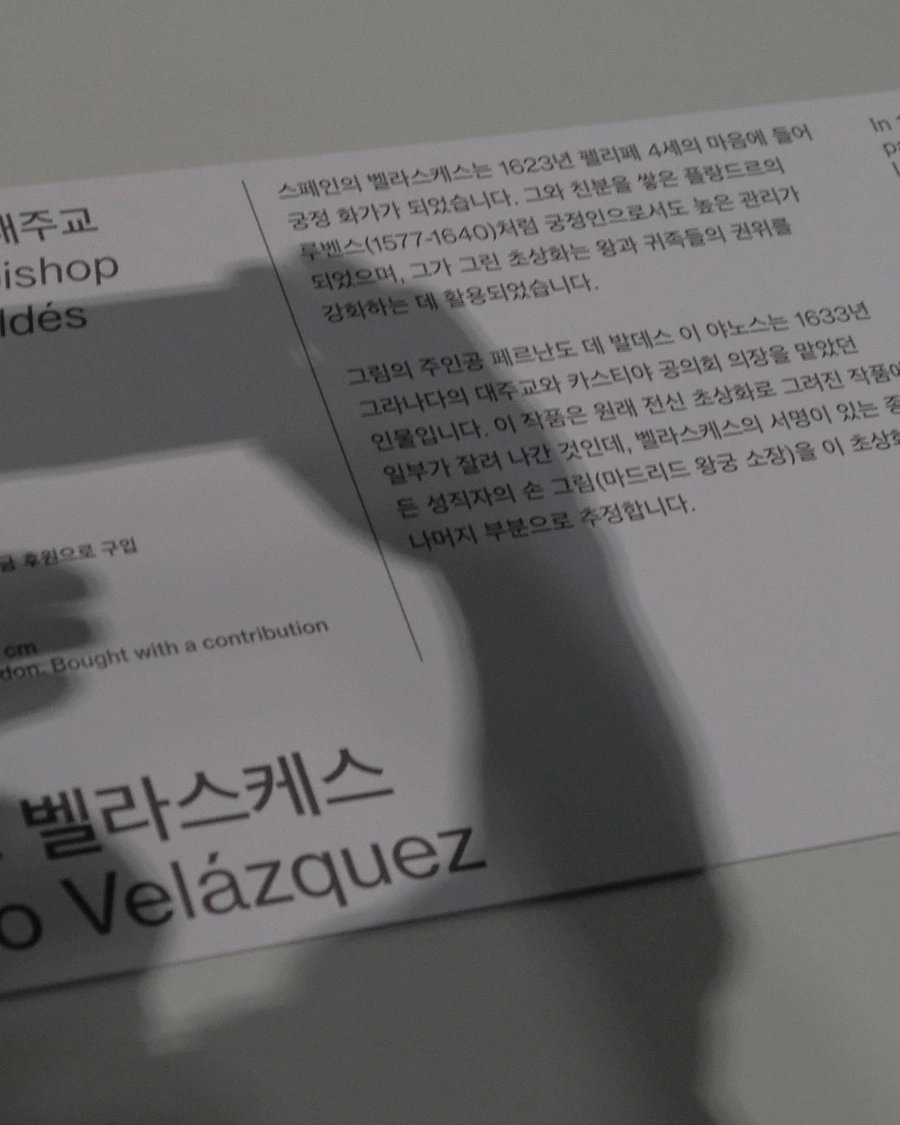 대주교
bishop
ldés
금 후원으로 구입
cm
don. Bought with a contribution
벨라스케스
o Velázquez
스페인의 벨라스케스는 1623년 펠리페 4세의 마음에 들어
궁정 화가가 되었습니다. 그와 친분을 쌓은 플랑드르의
루벤스(1577-1640)처럼 궁정인으로서도 높은 관리가
되었으며, 그가 그린 초상화는 왕과 귀족들의 권위를
강화하는 데 활용되었습니다.
그림의 주인공 페르난도 데 발데스 이 야노스는 1633년
그라나다의 대주교와 카스티야 공의회 의장을 맡았던
인물입니다. 이 작품은 원래 전신 초상화로 그려진 작품에
일부가 잘려 나간 것인데, 벨라스케스의 서명이 있는 종
든 성직자의 손 그림(마드리드 왕궁 소장)을 이 초상화
나머지 부분으로 추정합니다.
In
pa